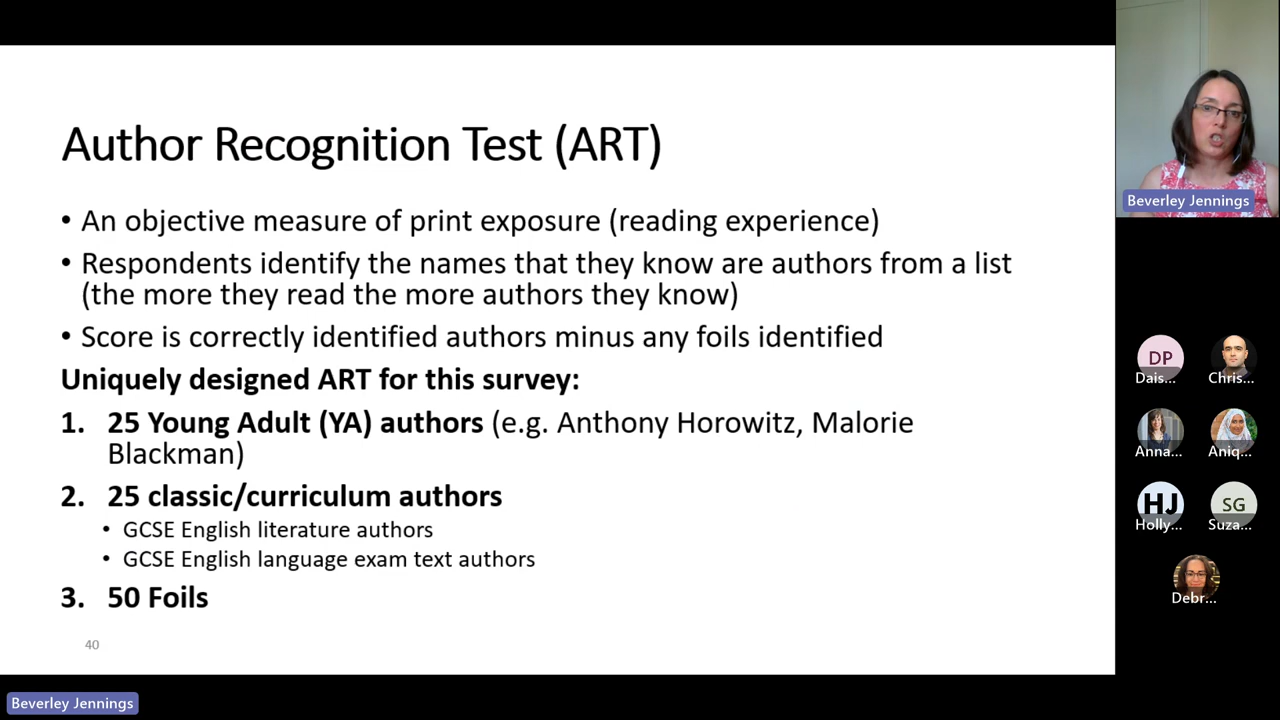 Author Recognition Test (ART)
• An objective measure of print exposure (reading experience)
• Respondents identify the names that they know are authors from a list
(the more they read the more authors they know)
• Score is correctly identified authors minus any foils identified
Uniquely designed ART for this survey:
1. 25 Young Adult (YA) authors (e.g. Anthony Horowitz, Malorie
Blackman)
2. 25 classic/curriculum authors
• GCSE English literature authors
• GCSE English language exam text authors
3. 50 Foils
40
Beverley Jennings
Beverley Jennings
DP
Dais...
Chris...
Anna...
Aniq...
HJ
Holly...
SG
Suza...
Debr...